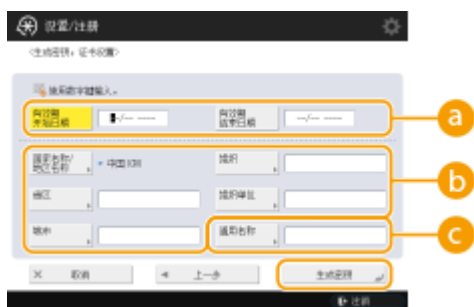 设置/注册
<生成密钥：证书设置>
使用数字键输入。
有效期
开始日期
-/-- ----
有效期
结束日期
--/-- ----
a
国家名称/
地区名称
中国(CN)
组织
省区
组织单位
b
城市
通用名称
c
× 取消
◀ 上一步
生成密钥
注销